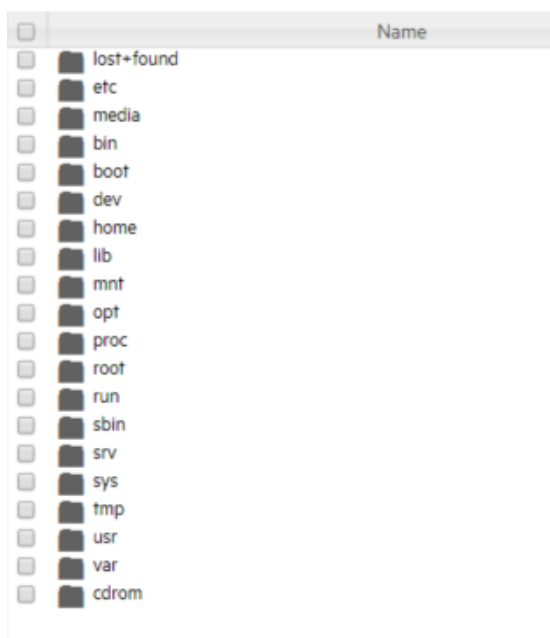 Name
lost+found
etc
media
bin
boot
dev
home
lib
mnt
opt
proc
root
run
sbin
srv
sys
tmp
usr
var
cdrom